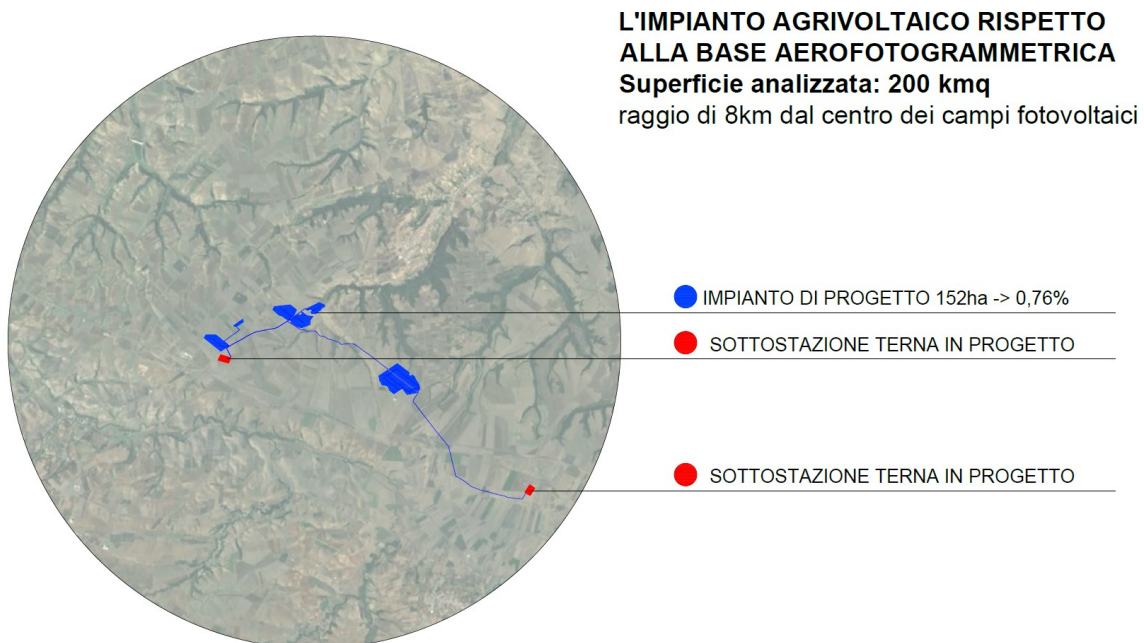 L'IMPIANTO AGRIVOLTAICO RISPETTO
ALLA BASE AEROFOTOGRAMMETRICA
Superficie analizzata: 200 kmq
raggio di 8km dal centro dei campi fotovoltaici
IMPIANTO DI PROGETTO 152ha -> 0,76%
SOTTOSTAZIONE TERNA IN PROGETTO
SOTTOSTAZIONE TERNA IN PROGETTO